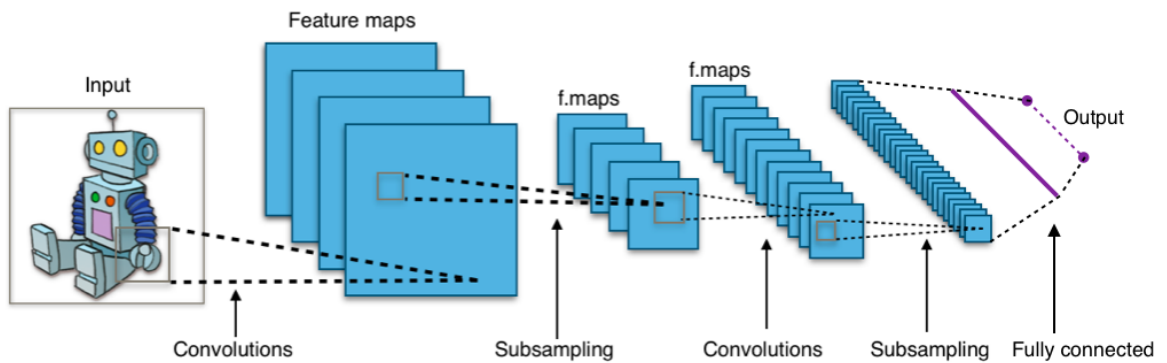 Feature maps
Input
f.maps
f.maps
Output
Convolutions
Subsampling
Convolutions
Subsampling
Fully connected